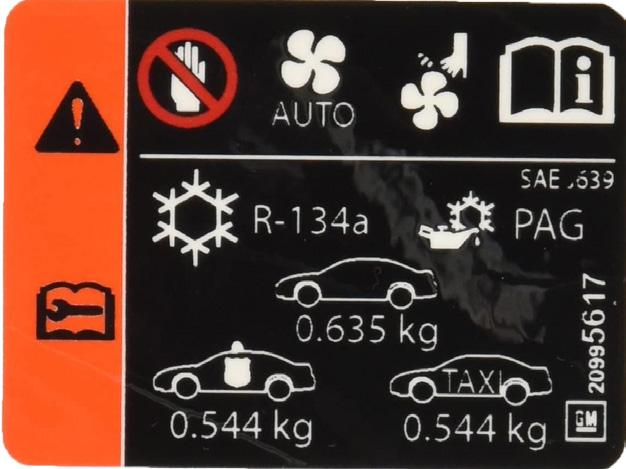 AUTO
SAE J639
R-134a
PAG
0.635 kg
TAXI
0.544 kg
0.544 kg
20995617
GM